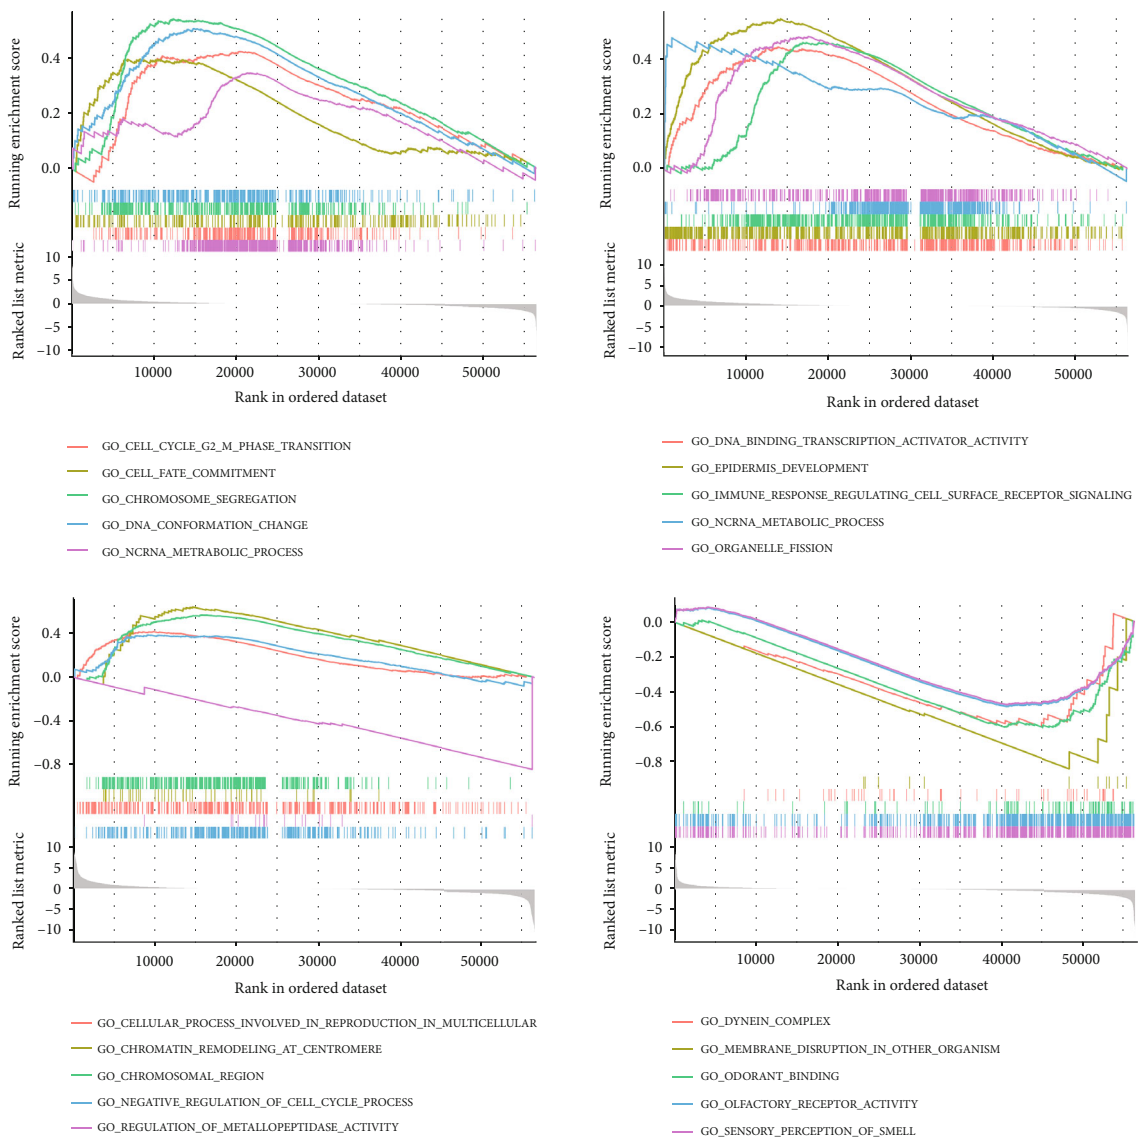 Running enrichment score
0.4
0.2
0.0
Ranked list metric
10
5
0
−5
−10
10000 20000 30000 40000 50000
Rank in ordered dataset
GO_CELL_CYCLE_G2_M_PHASE_TRANSITION
GO_CELL_FATE_COMMITMENT
GO_CHROMOSOME_SEGREGATION
GO_DNA_CONFORMATION_CHANGE
GO_NCRNA_METRABOLIC_PROCESS
Running enrichment score
0.4
0.2
0.0
Ranked list metric
10
5
0
−5
−10
10000 20000 30000 40000 50000
Rank in ordered dataset
GO_DNA_BINDING_TRANSCRIPTION_ACTIVATOR_ACTIVITY
GO_EPIDERMIS_DEVELOPMENT
GO_IMMUNE_RESPONSE_REGULATING_CELL_SURFACE_RECEPTOR_SIGNALING
GO_NCRNA_METABOLIC_PROCESS
GO_ORGANELLE_FISSION
Running enrichment score
0.4
0.0
−0.4
−0.8
Ranked list metric
10
5
0
−5
−10
10000 20000 30000 40000 50000
Rank in ordered dataset
GO_CELLULAR_PROCESS_INVOLVED_IN_REPRODUCTION_IN_MULTICELLULAR
GO_CHROMATIN_REMODELING_AT_CENTROMERE
GO_CHROMOSOMAL_REGION
GO_NEGATIVE_REGULATION_OF_CELL_CYCLE_PROCESS
GO_REGULATION_OF_METALLOPEPTIDASE_ACTIVITY
Running enrichment score
0.0
−0.2
−0.4
−0.6
−0.8
Ranked list metric
10
5
0
−5
−10
10000 20000 30000 40000 50000
Rank in ordered dataset
GO_DYNEIN_COMPLEX
GO_MEMBRANE_DISRUPTION_IN_OTHER_ORGANISM
GO_ODORANT_BINDING
GO_OLFACTORY_RECEPTOR_ACTIVITY
GO_SENSORY_PERCEPTION_OF_SMELL